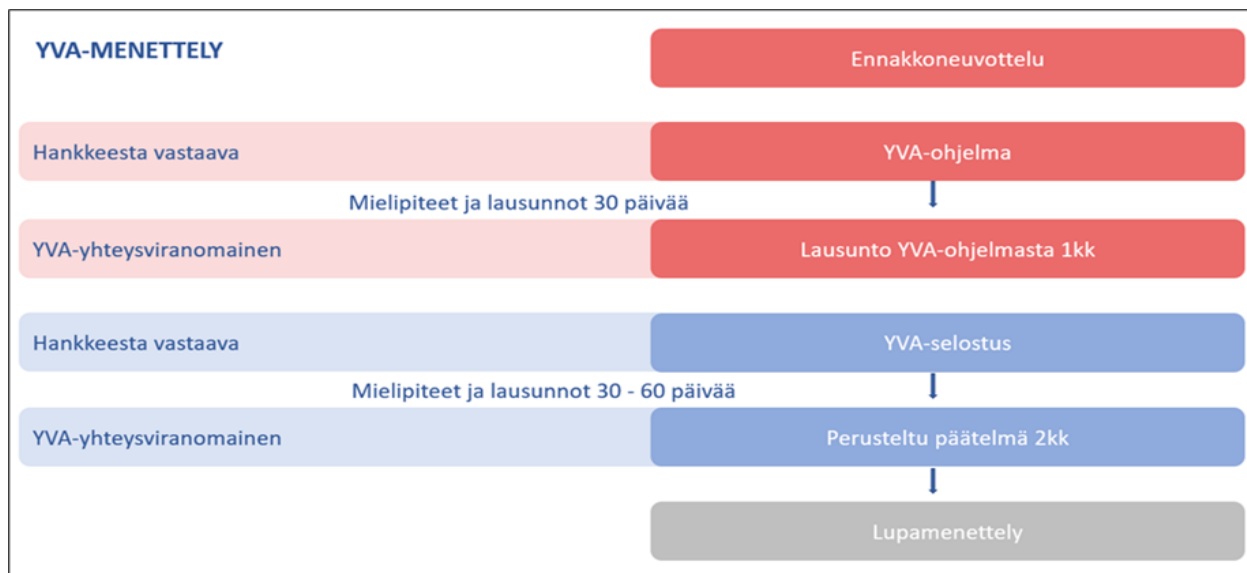 YVA-MENETTELY
Ennakkoneuvottelu
Hankkeesta vastaava
YVA-ohjelma
Mielipiteet ja lausunnot 30 päivää
YVA-yhteysviranomainen
Lausunto YVA-ohjelmasta 1kk
Hankkeesta vastaava
YVA-selostus
Mielipiteet ja lausunnot 30 - 60 päivää
YVA-yhteysviranomainen
Perusteltu päätelmä 2kk
Lupamenettely